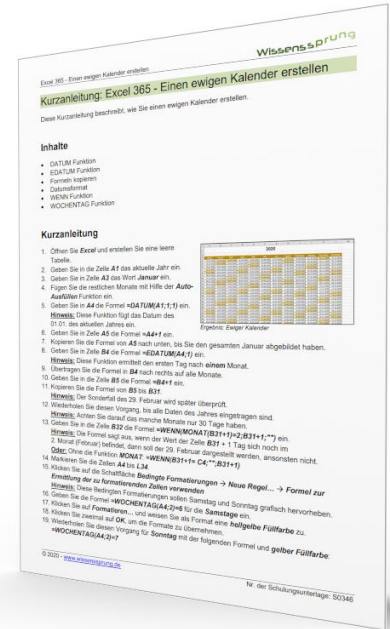 Wissenssprung
Excel 365 - Einen ewigen Kalender erstellen
Kurzanleitung: Excel 365 - Einen ewigen Kalender erstellen
Diese Kurzanleitung beschreibt, wie Sie einen ewigen Kalender erstellen.
Inhalte
• DATUM Funktion
• EDATUM Funktion
• Formeln kopieren
• Datumsformat
• WENN Funktion
• WOCHENTAG Funktion
Kurzanleitung
1. Öffnen Sie Excel und erstellen Sie eine leere
Tabelle.
2. Geben Sie in die Zelle A1 das aktuelle Jahr ein.
3. Geben Sie in Zelle A3 das Wort Januar ein.
4. Fügen Sie die restlichen Monate mit Hilfe der Auto-
Ausfüllen Funktion ein.
5. Geben Sie in A4 die Formel =DATUM(A1;1;1) ein.
Hinweis: Diese Funktion fügt das Datum des
01.01. des aktuellen Jahres ein.
6. Geben Sie in Zelle A5 die Formel =A4+1 ein.
2020
Ergebnis: Ewiger Kalender
7. Kopieren Sie die Formel von A5 nach unten, bis Sie den gesamten Januar abgebildet haben.
8. Geben Sie in Zelle B4 die Formel =EDATUM(A4;1) ein.
Hinweis: Diese Funktion ermittelt den ersten Tag nach einem Monat.
9. Übertragen Sie die Formel in B4 nach rechts auf alle Monate.
10. Geben Sie in die Zelle B5 die Formel =B4+1 ein.
11. Kopieren Sie die Formel von B5 bis B31.
Hinweis: Der Sonderfall des 29. Februar wird später überprüft.
12. Wiederholen Sie diesen Vorgang, bis alle Daten des Jahres eingetragen sind.
Hinweis: Achten Sie darauf das manche Monate nur 30 Tage haben.
13. Geben Sie in Zelle B32 die Formel =WENN(MONAT(B31+1)=2;B31+1;"") ein.
Hinweis: Die Formel sagt aus, wenn der Wert der Zelle B31 + 1 Tag sich noch im
2. Monat (Februar) befindet, dann soll der 29. Februar dargestellt werden, ansonsten nicht.
Oder: Ohne die Funktion MONAT: =WENN(B31+1= C4;"";B31+1)
14. Markieren Sie die Zellen A4 bis L34.
15. Klicken Sie auf die Schaltfläche Bedingte Formatierungen → Neue Regel… → Formel zur
Ermittlung der zu formatierenden Zellen verwenden
Hinweis: Diese Bedingten Formatierungen sollen Samstag und Sonntag grafisch hervorheben.
16. Geben Sie die Formel =WOCHENTAG(A4;2)=6 für die Samstage ein.
17. Klicken Sie auf Formatieren… und weisen Sie als Format eine hellgelbe Füllfarbe zu.
18. Klicken Sie zweimal auf OK, um die Formate zu übernehmen.
19. Wiederholen Sie diesen Vorgang für Sonntag mit der folgenden Formel und gelber Füllfarbe:
=WOCHENTAG(A4;2)=7
© 2020 - www.wissenssprung.de
Nr. der Schulungsunterlage: S0346